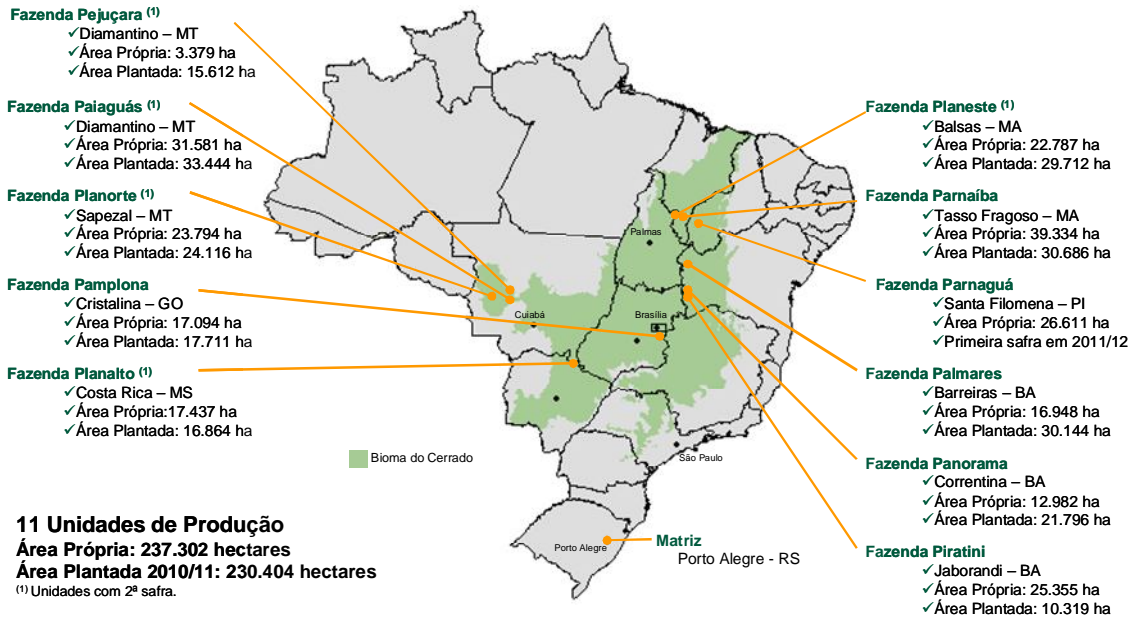 Fazenda Pejuçara (1)
✓Diamantino – MT
✓Área Própria: 3.379 ha
✓Área Plantada: 15.612 ha
Fazenda Paiaguás (1)
✓Diamantino – MT
✓Área Própria: 31.581 ha
✓Área Plantada: 33.444 ha
Fazenda Planorte (1)
✓Sapezal – MT
✓Área Própria: 23.794 ha
✓Área Plantada: 24.116 ha
Fazenda Pamplona
✓Cristalina – GO
✓Área Própria: 17.094 ha
✓Área Plantada: 17.711 ha
Fazenda Planalto (1)
✓Costa Rica – MS
✓Área Própria:17.437 ha
✓Área Plantada: 16.864 ha
Palmas
Cuiabá
Brasília
São Paulo
Porto Alegre
Bioma do Cerrado
Matriz
Porto Alegre - RS
Fazenda Planeste (1)
✓Balsas – MA
✓Área Própria: 22.787 ha
✓Área Plantada: 29.712 ha
Fazenda Parnaíba
✓Tasso Fragoso – MA
✓Área Própria: 39.334 ha
✓Área Plantada: 30.686 ha
Fazenda Parnaguá
✓Santa Filomena – PI
✓Área Própria: 26.611 ha
✓Primeira safra em 2011/12
Fazenda Palmares
✓Barreiras – BA
✓Área Própria: 16.948 ha
✓Área Plantada: 30.144 ha
Fazenda Panorama
✓Correntina – BA
✓Área Própria: 12.982 ha
✓Área Plantada: 21.796 ha
Fazenda Piratini
✓Jaborandi – BA
✓Área Própria: 25.355 ha
✓Área Plantada: 10.319 ha
11 Unidades de Produção
Área Própria: 237.302 hectares
Área Plantada 2010/11: 230.404 hectares
(1) Unidades com 2ª safra.